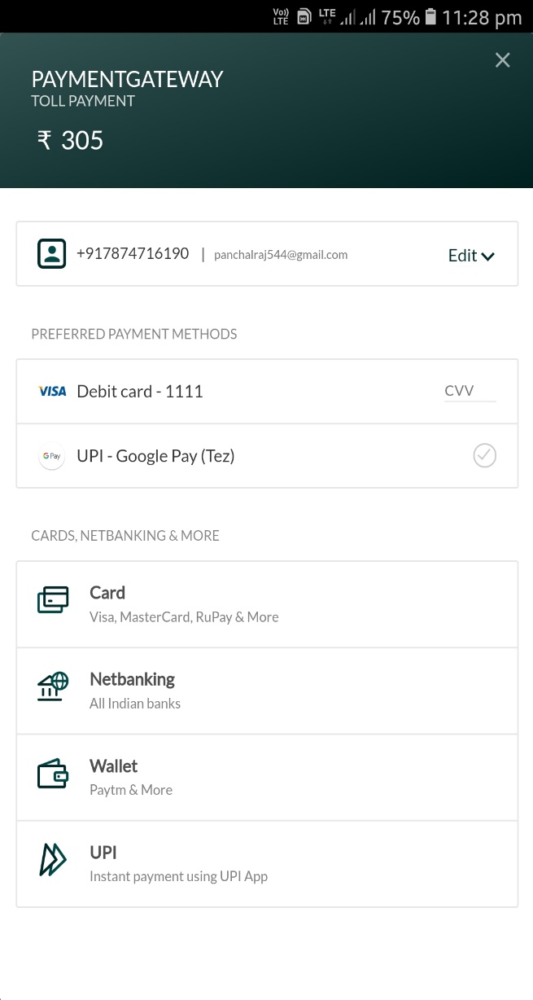 Vo)) LTE LTE 75% 11:28 pm
PAYMENTGATEWAY
TOLL PAYMENT
₹ 305
+917874716190 | panchalraj544@gmail.com Edit
PREFERRED PAYMENT METHODS
VISA Debit card - 1111 CVV
G Pay UPI - Google Pay (Tez)
CARDS, NETBANKING & MORE
Card
Visa, MasterCard, RuPay & More
Netbanking
All Indian banks
Wallet
Paytm & More
UPI
Instant payment using UPI App